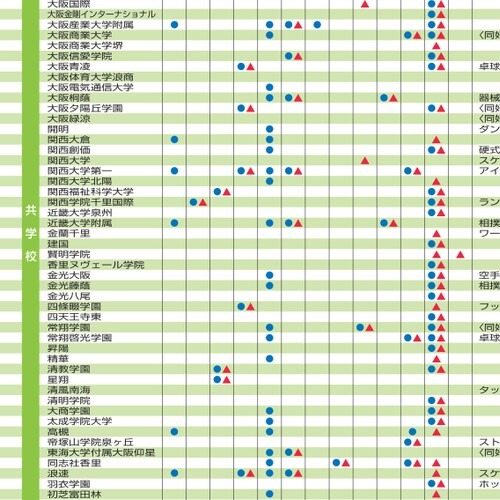 大阪国際
大阪金剛インターナショナル
大阪産業大学附属
大阪商業大学 〈同好
大阪商業大学堺
大阪信愛学院
大阪青凌 卓球
大阪体育大学浪商
大阪電気通信大学
大阪桐蔭 器械
大阪夕陽丘学園 〈同好
大阪緑涼 〈同好
開明 ダン
関西大倉
関西創価 硬式
関西大学 スケ
関西大学第一 アイ
関西大学北陽
関西福祉科学大学
関西学院千里国際 ラン
近畿大学泉州
近畿大学附属 相撲
金蘭千里 ワー
建国
賢明学院
香里ヌヴェール学院
金光大阪 空手
金光藤蔭 相撲
金光八尾
四條畷学園 フッ
四天王寺東
常翔学園 〈同好
常翔啓光学園 卓球
昇陽
精華
清教学園
星翔
清風南海 タッ
清明学院
大商学園
太成学院大学
高槻
帝塚山学院泉ヶ丘 スト
東海大学付属大阪仰星 〈同好
同志社香里
浪速 スケ
羽衣学園 ホッ
初芝富田林
共学校